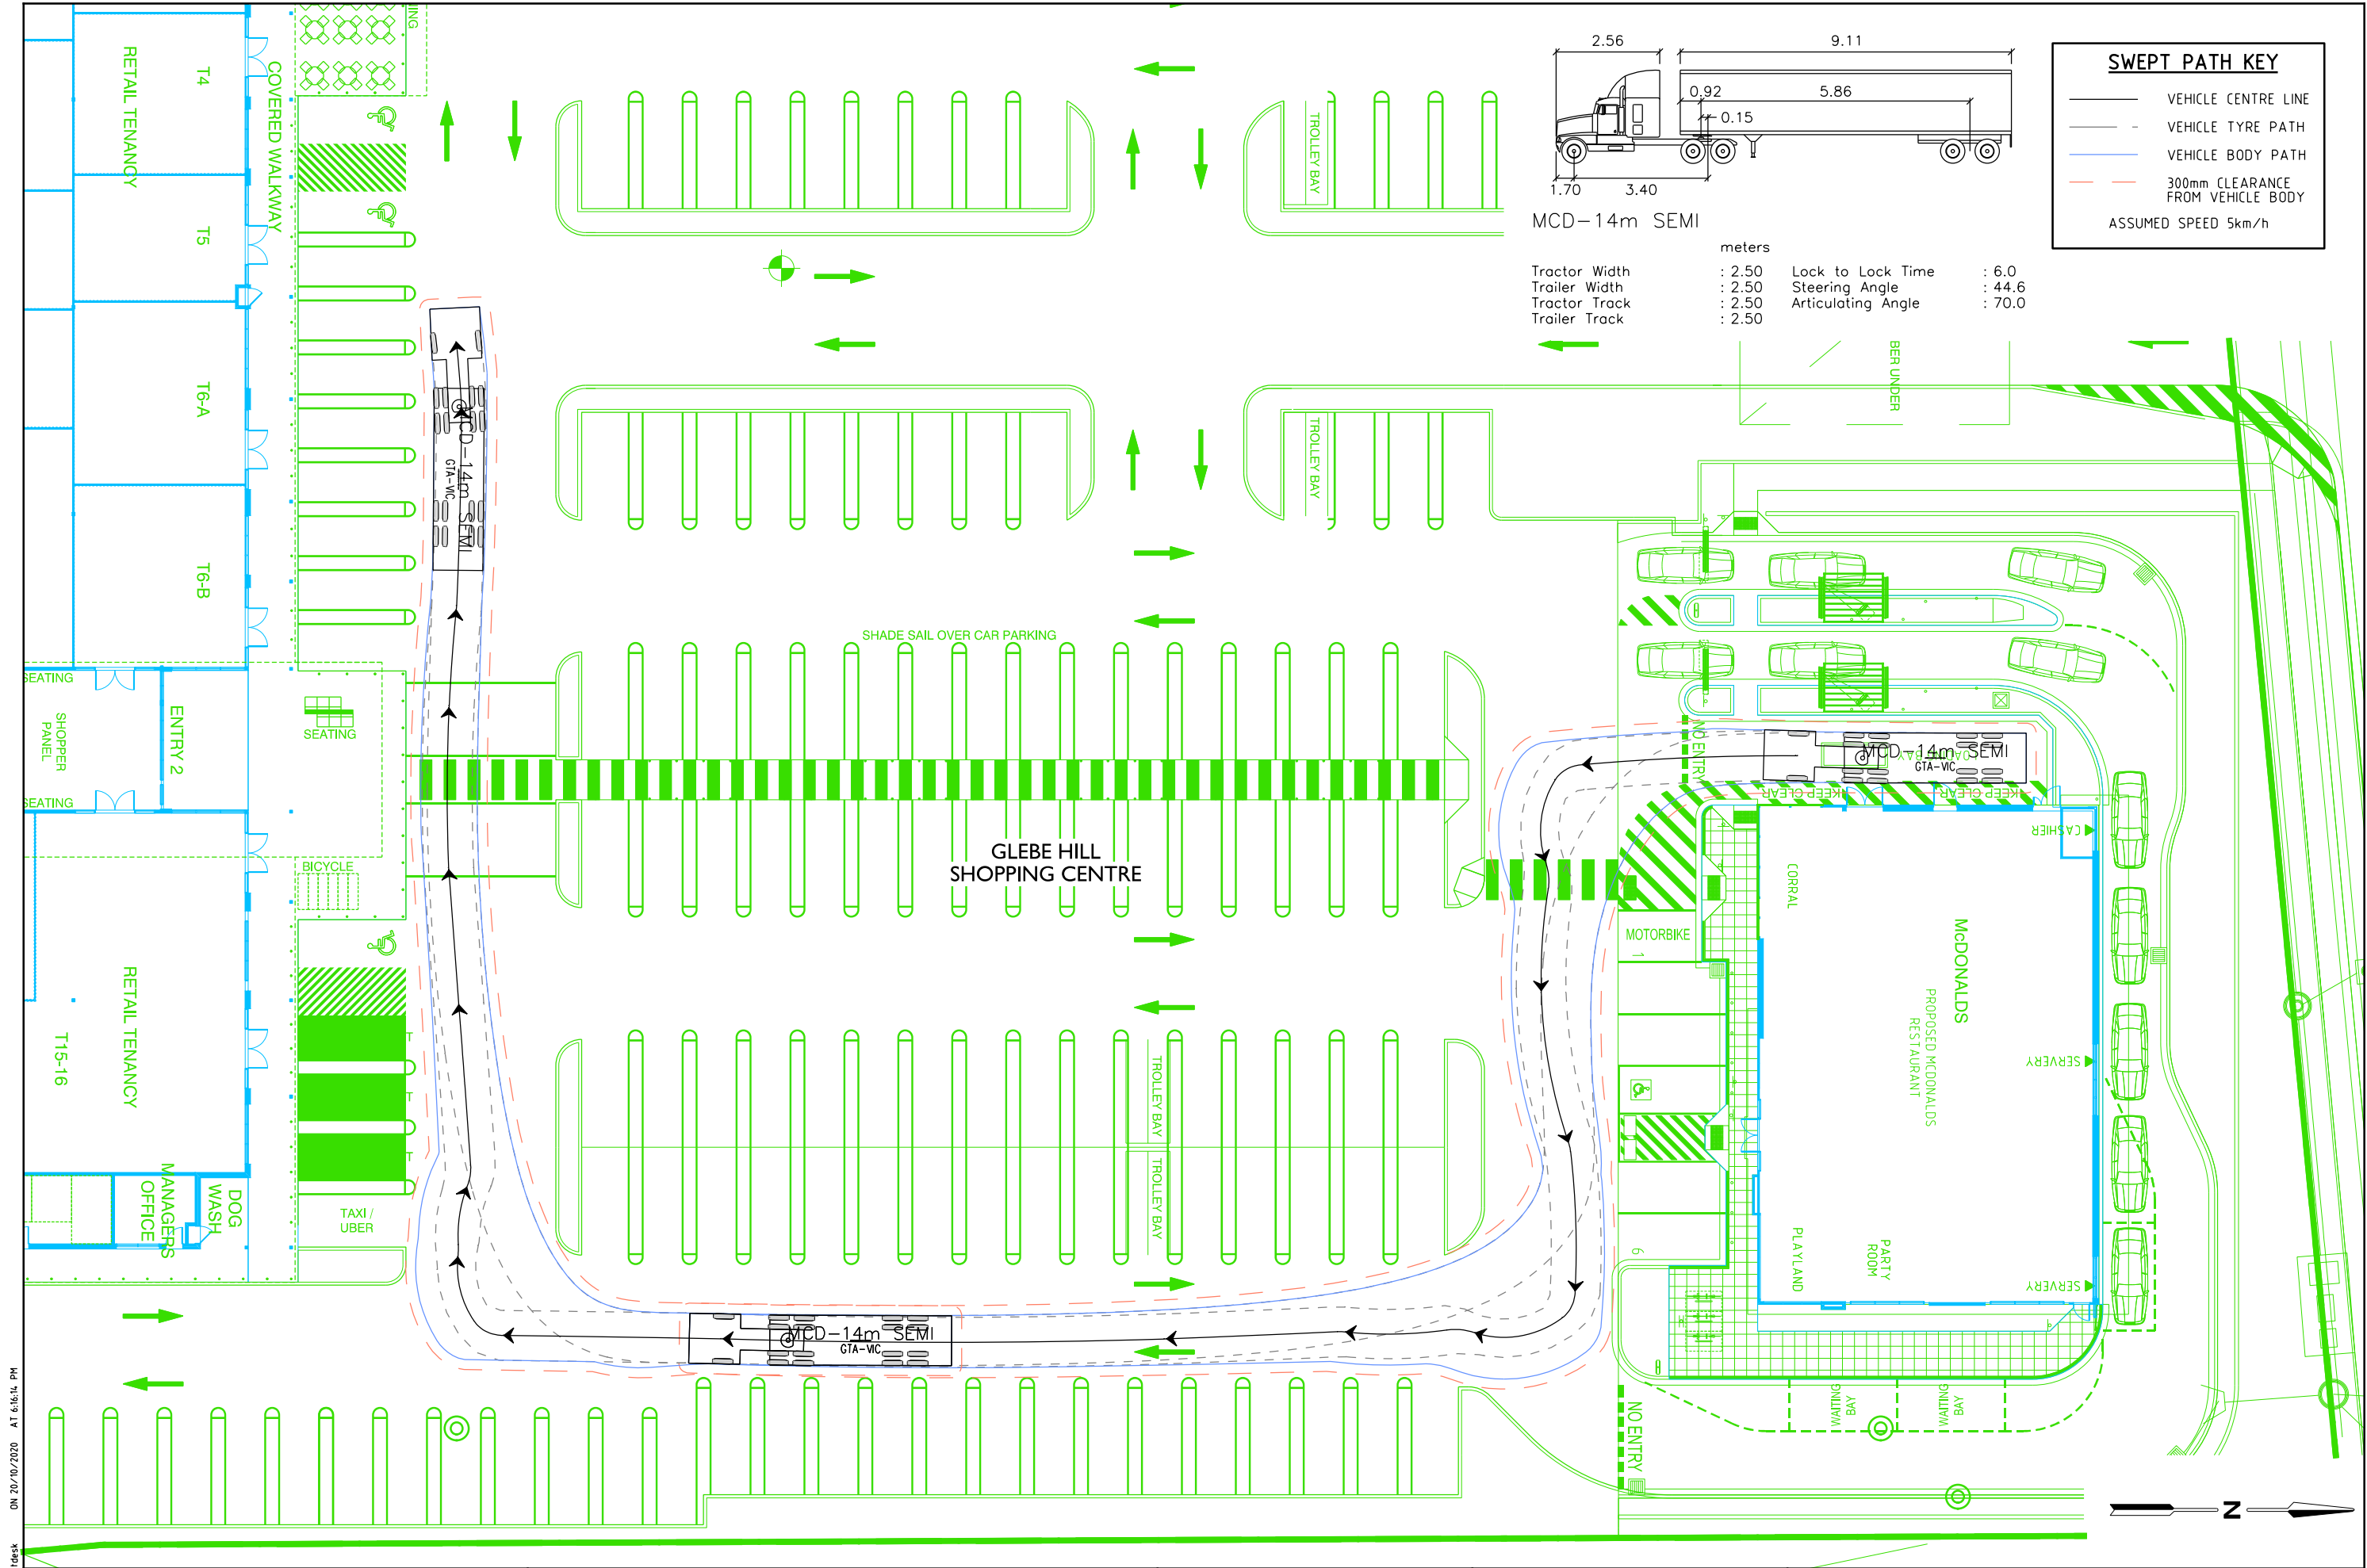 2.56
9.11
0.92
5.86
0.15
1.70
3.40
MCD-14m SEMI
meters
Tractor Width : 2.50 Lock to Lock Time : 6.0
Trailer Width : 2.50 Steering Angle : 44.6
Tractor Track : 2.50 Articulating Angle : 70.0
Trailer Track : 2.50
SWEPT PATH KEY
VEHICLE CENTRE LINE
VEHICLE TYRE PATH
VEHICLE BODY PATH
300mm CLEARANCE
FROM VEHICLE BODY
ASSUMED SPEED 5km/h
RETAIL TENANCY
T4
COVERED WALKWAY
T5
T6-A
T6-B
TROLLEY BAY
TROLLEY BAY
BER UNDER
MCD-14m SEMI
GTA-VIC
SHADE SAIL OVER CAR PARKING
SEATING
SHOPPER
PANEL
ENTRY 2
SEATING
SEATING
NO ENTRY
MCD-14m SEMI
GTA-VIC
KEEP CLEAR
KEEP CLEAR
CASHIER
BICYCLE
GLEBE HILL
SHOPPING CENTRE
CORRAL
MOTORBIKE
1
McDONALDS
PROPOSED MCDONALDS
RESTAURANT
SERVERY
RETAIL TENANCY
T15-16
T
T
T
TROLLEY BAY
TROLLEY BAY
MANAGERS
OFFICE
DOG
WASH
TAXI /
UBER
6
PLAYLAND
PARTY
ROOM
SERVERY
MCD-14m SEMI
GTA-VIC
WAITING
BAY
WAITING
BAY
NO ENTRY
N
ON 20/10/2020 AT 6:16:14 PM